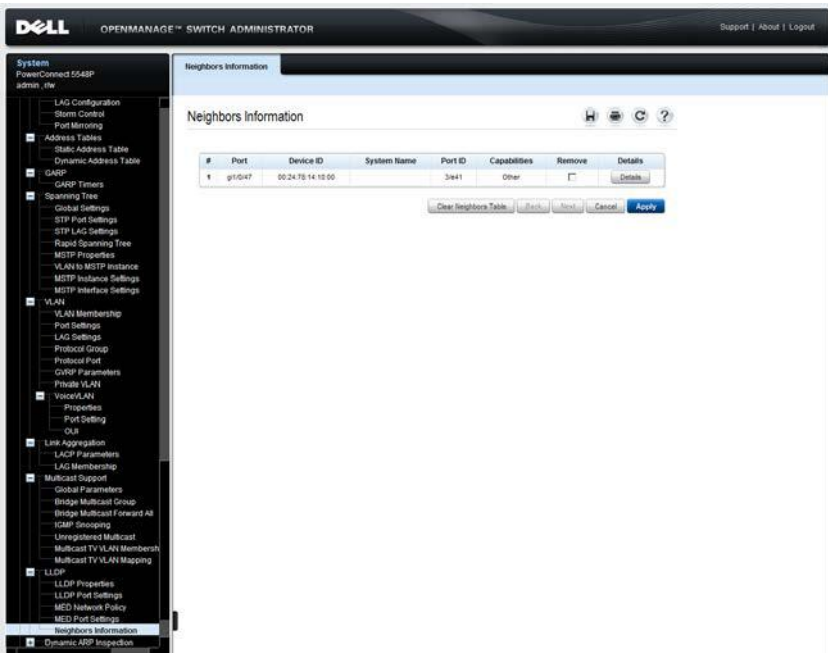 DELL
OPENMANAGE™ SWITCH ADMINISTRATOR
Support | About | Logout
System
PowerConnect 5548P
admin , r/w
LAG Configuration
Storm Control
Port Mirroring
Address Tables
Static Address Table
Dynamic Address Table
GARP
GARP Timers
Spanning Tree
Global Settings
STP Port Settings
STP LAG Settings
Rapid Spanning Tree
MSTP Properties
VLAN to MSTP Instance
MSTP Instance Settings
MSTP Interface Settings
VLAN
VLAN Membership
Port Settings
LAG Settings
Protocol Group
Protocol Port
GVRP Parameters
Private VLAN
VoiceVLAN
Properties
Port Setting
OUI
Link Aggregation
LACP Parameters
LAG Membership
Multicast Support
Global Parameters
Bridge Multicast Group
Bridge Multicast Forward All
IGMP Snooping
Unregistered Multicast
Multicast TV VLAN Membersh
Multicast TV VLAN Mapping
LLDP
LLDP Properties
LLDP Port Settings
MED Network Policy
MED Port Settings
Neighbors Information
Dynamic ARP Inspection
Neighbors Information
Neighbors Information
# Port Device ID System Name Port ID Capabilities Remove Details
1 gi1/0/47 00:24:78:14:10:00 3/e41 Other Details
Clear Neighbors Table Back Next Cancel Apply